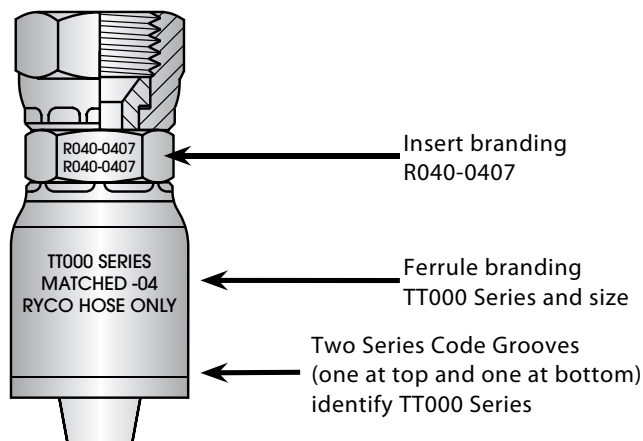 R040-0407
R040-0407
Insert branding
R040-0407
TT000 SERIES
MATCHED -04
RYCO HOSE ONLY
Ferrule branding
TT000 Series and size
Two Series Code Grooves
(one at top and one at bottom)
identify TT000 Series